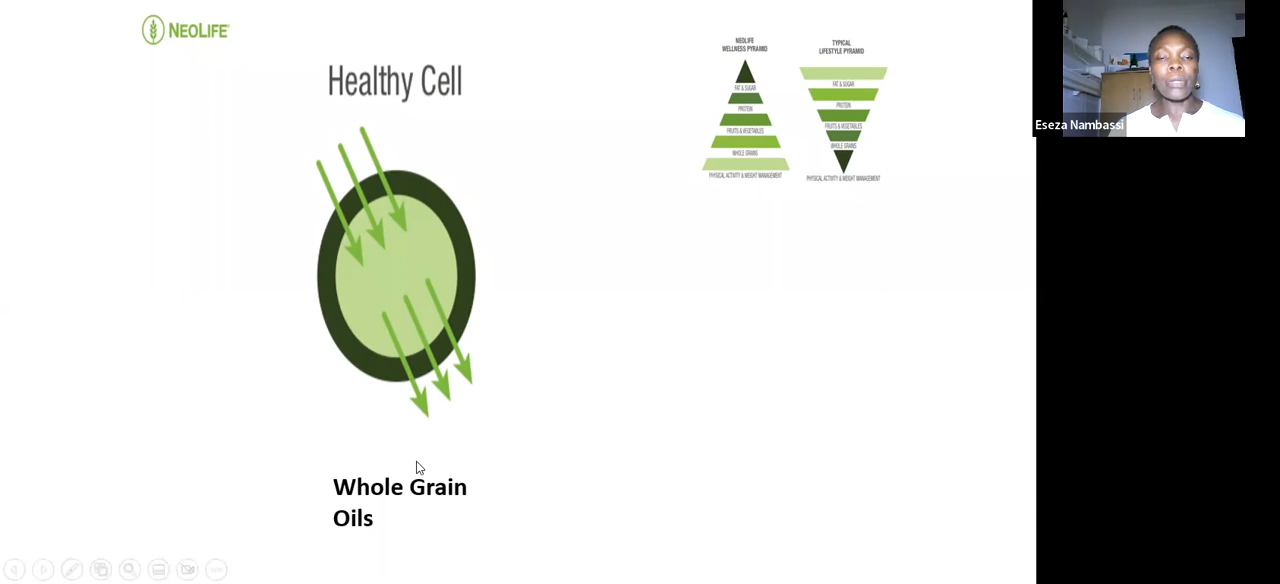 NEOLIFE
Healthy Cell
NEOLIFE
WELLNESS PYRAMID
FAT & SUGAR
PROTEIN
FRUITS & VEGETABLES
WHOLE GRAINS
PHYSICAL ACTIVITY & WEIGHT MANAGEMENT
TYPICAL
LIFESTYLE PYRAMID
FAT & SUGAR
PROTEIN
FRUITS & VEGETABLES
WHOLE GRAINS
PHYSICAL ACTIVITY & WEIGHT MANAGEMENT
Eseza Nambassi
Whole Grain
Oils